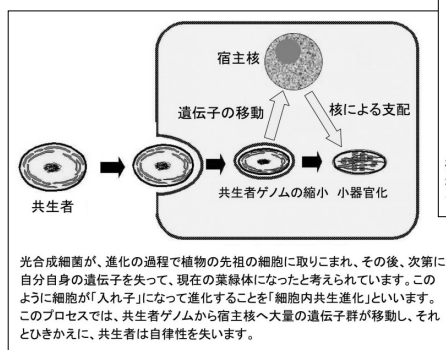 宿主核
遺伝子の移動
核による支配
共生者
共生者ゲノムの縮小
小器官化
光合成細菌が、進化の過程で植物の先祖の細胞に取りこまれ、その後、次第に
自分自身の遺伝子を失って、現在の葉緑体になったと考えられています。この
ように細胞が「入れ子」になって進化することを「細胞内共生進化」といいます。
このプロセスでは、共生者ゲノムから宿主核へ大量の遺伝子群が移動し、それ
とひきかえに、共生者は自律性を失います。